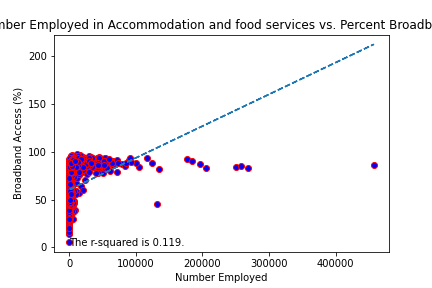 mber Employed in Accommodation and food services vs. Percent Broadb
200
150
100
50
0
Broadband Access (%)
The r-squared is 0.119.
0
100000
200000
300000
400000
Number Employed